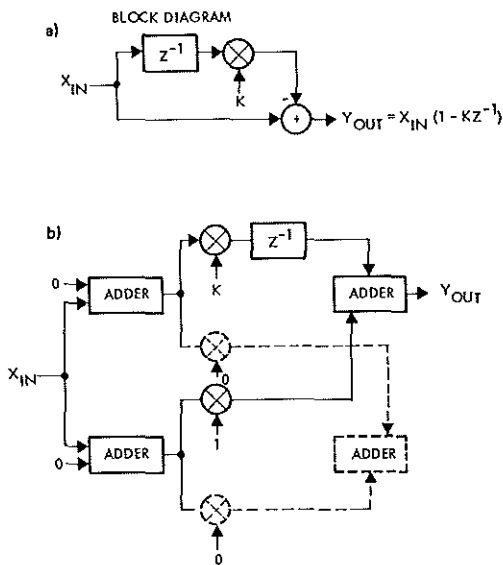 BLOCK DIAGRAM
a)
Z⁻¹
X_IN
K
-
+
Y_OUT = X_IN (1 - KZ⁻¹)
b)
Z⁻¹
0
ADDER
K
ADDER
Y_OUT
0
X_IN
1
0
ADDER
ADDER
0